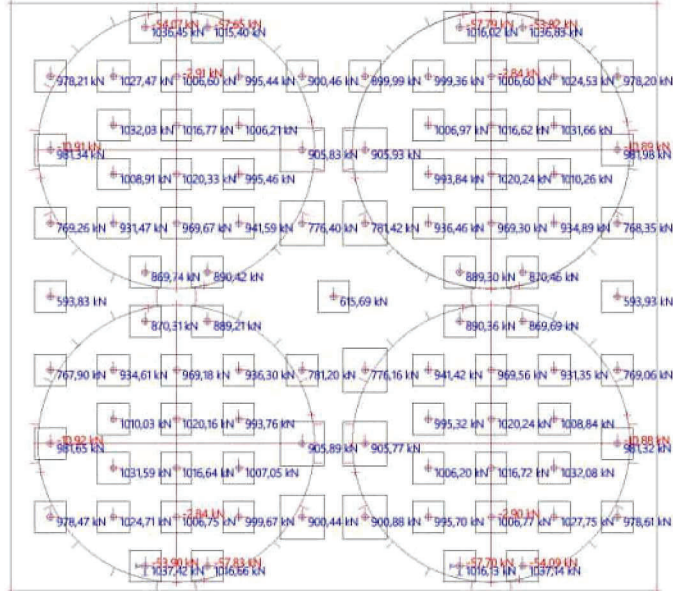 -54,07 kN -57,65 kN -57,79 kN -53,92 kN
1036,45 kN 1015,40 kN 1016,02 kN 1036,83 kN
-2,91 kN -2,84 kN
978,21 kN 1027,47 kN 1006,60 kN 995,44 kN 900,46 kN 899,99 kN 999,36 kN 1006,60 kN 1024,53 kN 978,20 kN
1032,03 kN 1016,77 kN 1006,21 kN 1006,97 kN 1016,62 kN 1031,66 kN
-10,91 kN -10,89 kN
981,34 kN 905,83 kN 905,93 kN 981,98 kN
1008,91 kN 1020,33 kN 995,46 kN 993,84 kN 1020,24 kN 1010,26 kN
769,26 kN 931,47 kN 969,67 kN 941,59 kN 776,40 kN 781,42 kN 936,46 kN 969,30 kN 934,89 kN 768,35 kN
869,74 kN 890,42 kN 889,30 kN 870,46 kN
593,83 kN 615,69 kN 593,93 kN
870,31 kN 889,21 kN 890,36 kN 869,69 kN
767,90 kN 934,61 kN 969,18 kN 936,30 kN 781,20 kN 776,16 kN 941,42 kN 969,56 kN 931,35 kN 769,06 kN
1010,03 kN 1020,16 kN 993,76 kN 995,32 kN 1020,24 kN 1008,84 kN
-10,92 kN -10,88 kN
981,65 kN 905,89 kN 905,77 kN 981,32 kN
1031,59 kN 1016,64 kN 1007,05 kN 1006,20 kN 1016,72 kN 1032,08 kN
-2,84 kN -2,90 kN
978,47 kN 1024,71 kN 1006,75 kN 999,67 kN 900,44 kN 900,88 kN 995,70 kN 1006,77 kN 1027,75 kN 978,61 kN
-53,90 kN -57,83 kN -57,70 kN -54,09 kN
1037,42 kN 1016,66 kN 1016,13 kN 1037,14 kN